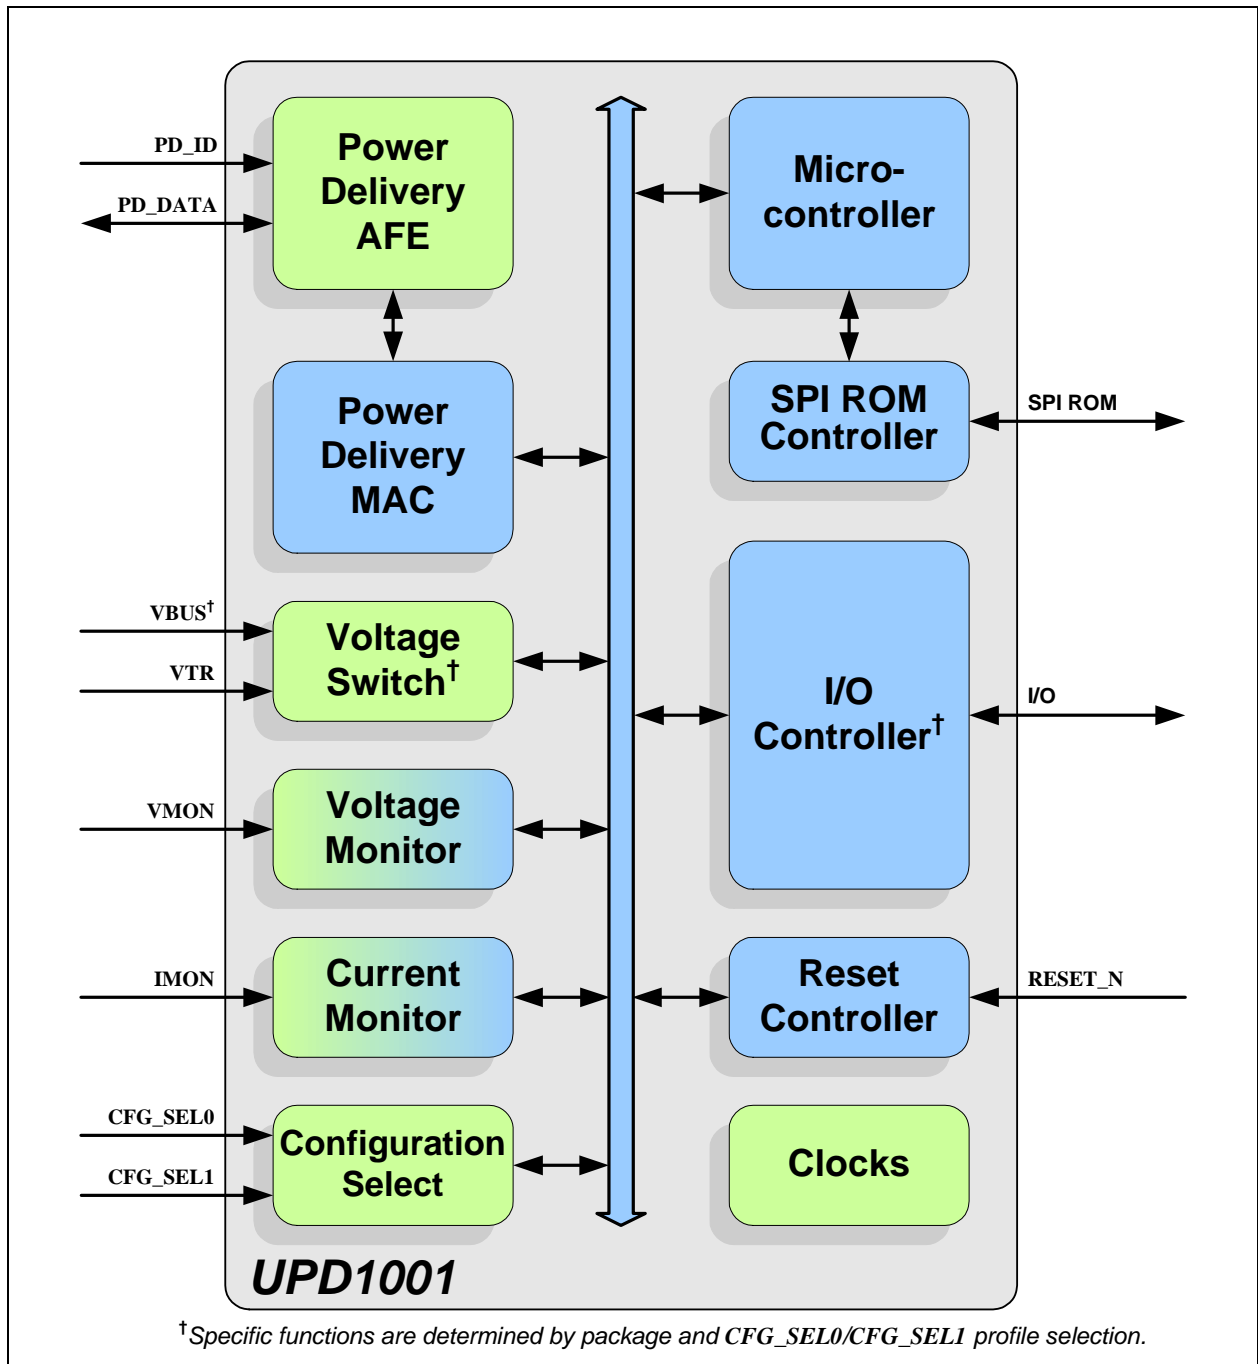 PD_ID
PD_DATA
Power
Delivery
AFE
Micro-
controller
Power
Delivery
MAC
SPI ROM
Controller
SPI ROM
VBUS†
VTR
Voltage
Switch†
I/O
Controller†
I/O
VMON
Voltage
Monitor
IMON
Current
Monitor
Reset
Controller
RESET_N
CFG_SEL0
CFG_SEL1
Configuration
Select
Clocks
UPD1001
†Specific functions are determined by package and CFG_SEL0/CFG_SEL1 profile selection.